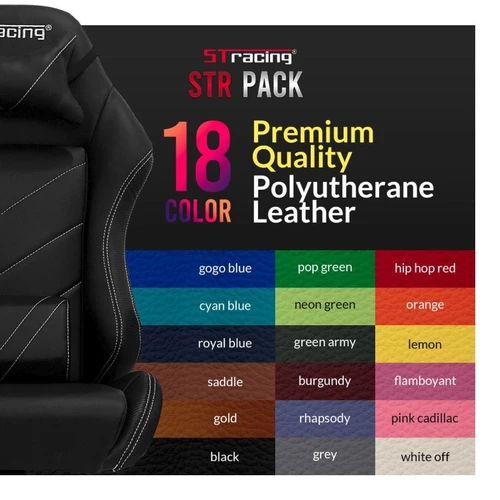 acing®
STracing®
STR PACK
18
COLOR
Premium
Quality
Polyutherane
Leather
gogo blue pop green hip hop red
cyan blue neon green orange
royal blue green army lemon
saddle burgundy flamboyant
gold rhapsody pink cadillac
black grey white off